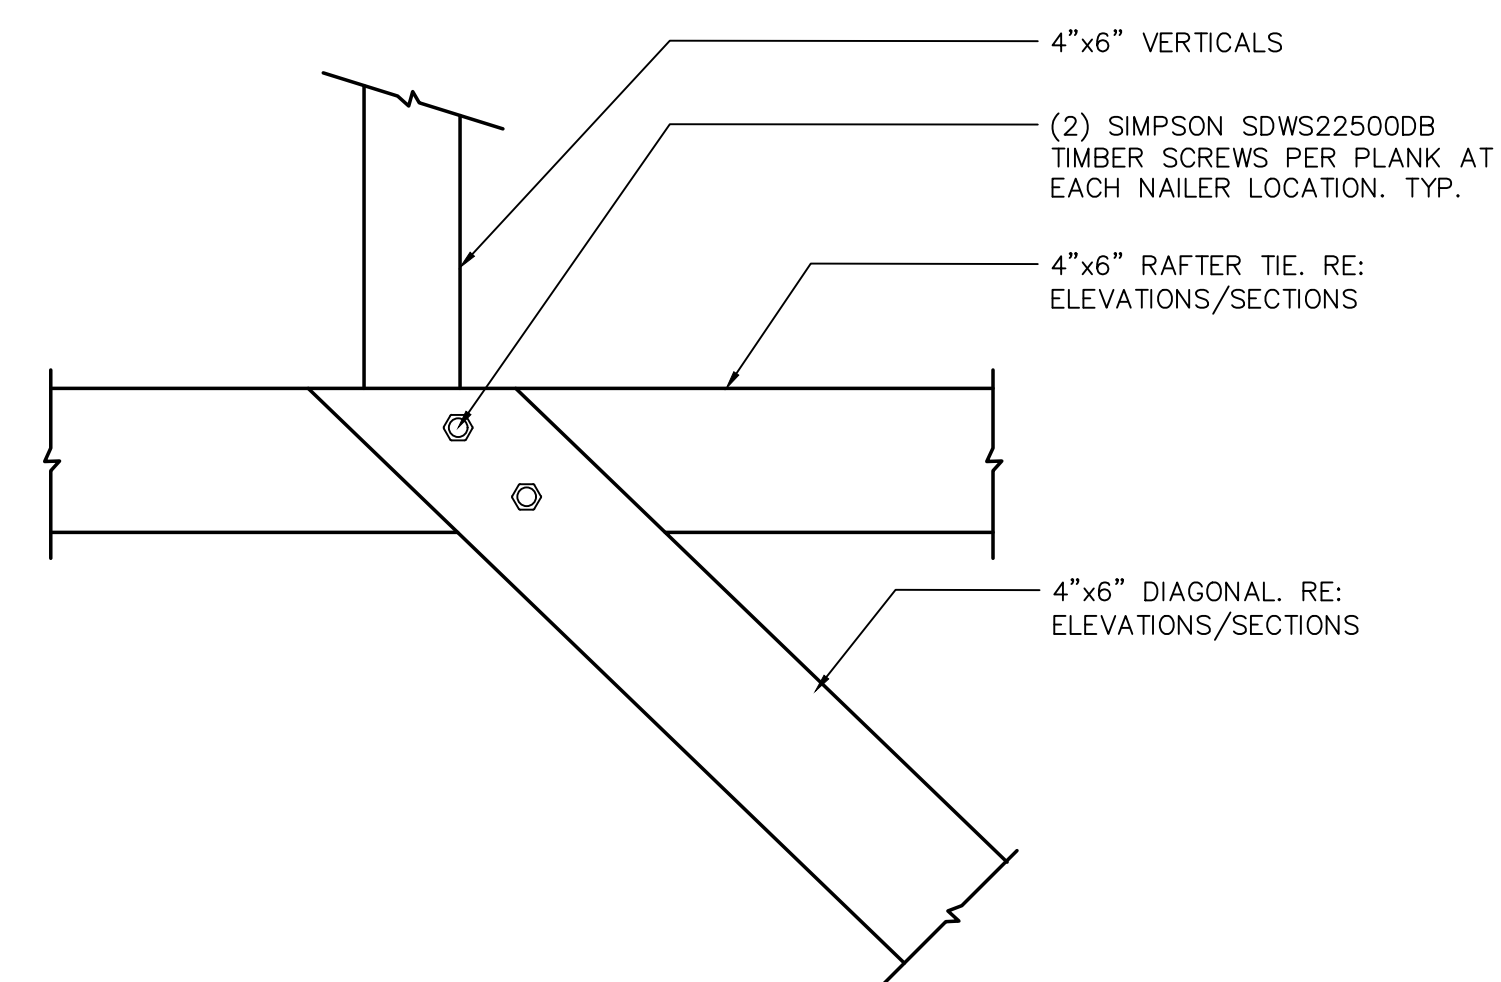 4”x6” VERTICALS
(2) SIMPSON SDWS22500DB
TIMBER SCREWS PER PLANK AT
EACH NAILER LOCATION. TYP.
4”x6” RAFTER TIE. RE:
ELEVATIONS/SECTIONS
4”x6” DIAGONAL. RE:
ELEVATIONS/SECTIONS